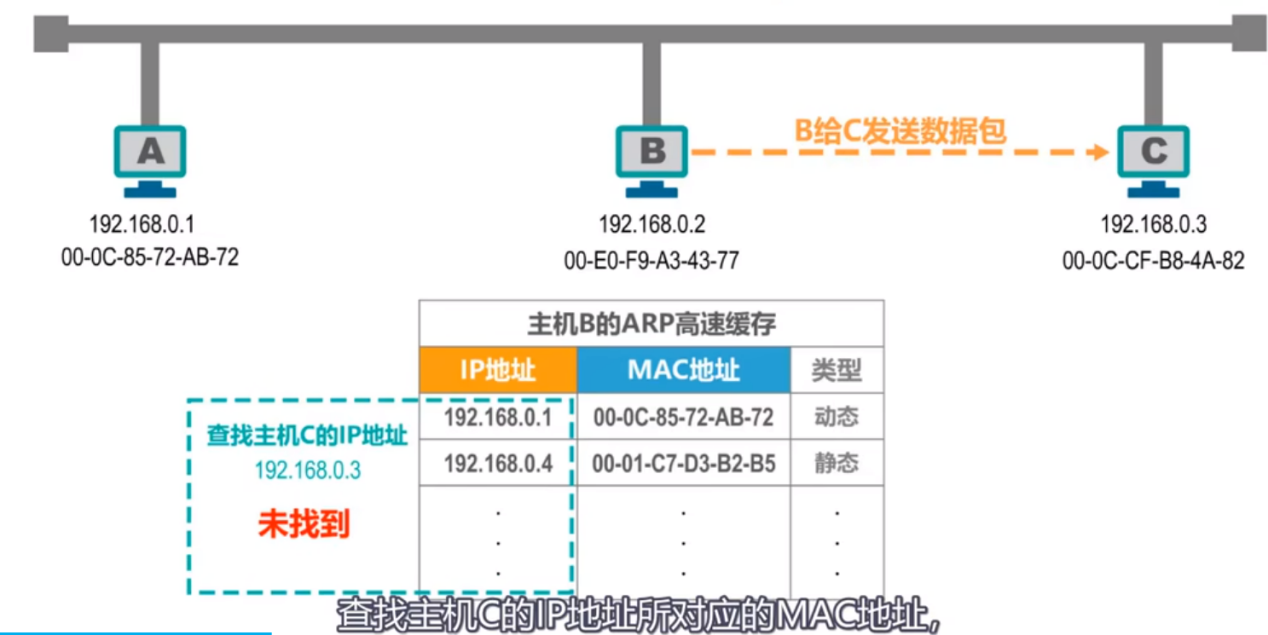 A
B
B给C发送数据包
C
192.168.0.1
00-0C-85-72-AB-72
192.168.0.2
00-E0-F9-A3-43-77
192.168.0.3
00-0C-CF-B8-4A-82
主机B的ARP高速缓存
IP地址 MAC地址 类型
192.168.0.1 00-0C-85-72-AB-72 动态
192.168.0.4 00-01-C7-D3-B2-B5 静态
查找主机C的IP地址
192.168.0.3
未找到
查找主机C的IP地址所对应的MAC地址,